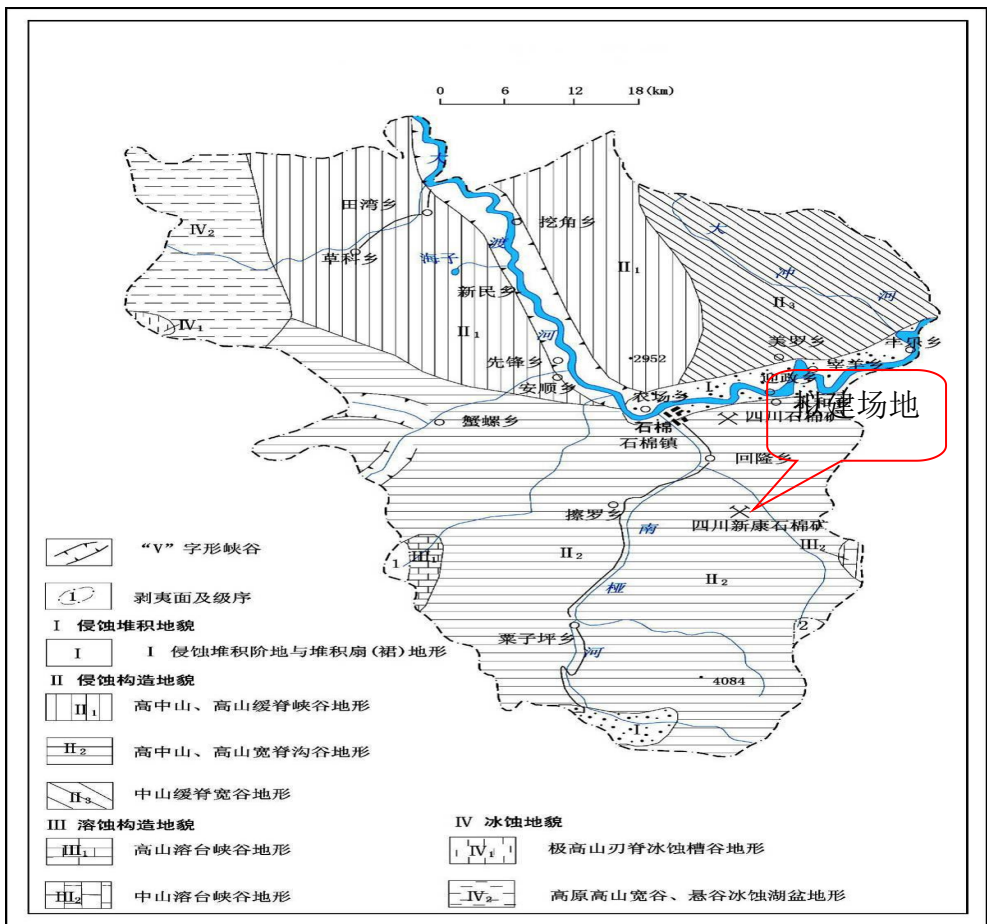 0 6 12 18(km)
大
田湾乡
挖角乡
大
Ⅳ₂
渡
草科乡
海子
Ⅱ₁
冲
新民乡
河
Ⅱ₃
Ⅳ₁
Ⅱ₁
河
美罗乡
丰乐乡
先锋乡
·2952
宰羊乡
安顺乡
Ⅰ
迎政乡
农场乡
拟建场地
蟹螺乡
石棉
四川石棉矿
石棉镇
回隆乡
擦罗乡
南
四川新康石棉矿
Ⅲ₂
1
Ⅲ₁
Ⅱ₂
Ⅱ₂
桠
2
栗子坪乡
河
·4084
Ⅰ
“V”字形峡谷
1 剥夷面及级序
Ⅰ 侵蚀堆积地貌
Ⅰ Ⅰ 侵蚀堆积阶地与堆积扇(裙)地形
Ⅱ 侵蚀构造地貌
Ⅱ₁ 高中山、高山缓脊峡谷地形
Ⅱ₂ 高中山、高山宽脊沟谷地形
Ⅱ₃ 中山缓脊宽谷地形
Ⅲ 溶蚀构造地貌
Ⅲ₁ 高山溶台峡谷地形
Ⅲ₂ 中山溶台峡谷地形
Ⅳ 冰蚀地貌
Ⅳ₁ 极高山刃脊冰蚀槽谷地形
Ⅳ₂ 高原高山宽谷、悬谷冰蚀湖盆地形